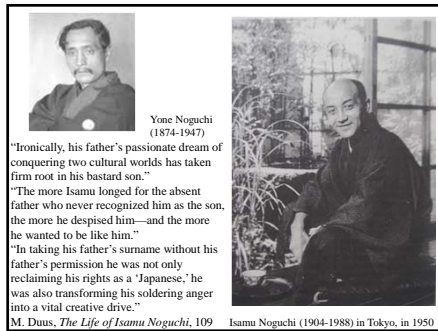 Yone Noguchi
(1874-1947)
“Ironically, his father’s passionate dream of
conquering two cultural worlds has taken
firm root in his bastard son.”
“The more Isamu longed for the absent
father who never recognized him as the son,
the more he despised him—and the more
he wanted to be like him.”
“In taking his father’s surname without his
father’s permission he was not only
reclaiming his rights as a ‘Japanese,’ he
was also transforming his soldering anger
into a vital creative drive.”
M. Duus, The Life of Isamu Noguchi, 109
Isamu Noguchi (1904-1988) in Tokyo, in 1950